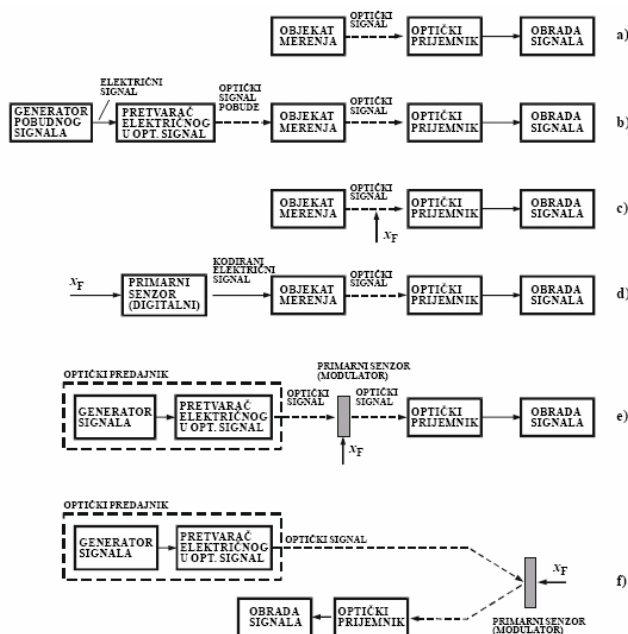 OBJEKAT
MERENJA
OPTIČKI
SIGNAL
OPTIČKI
PRIJEMNIK
OBRADA
SIGNALA
a)
GENERATOR
POBUDNOG
SIGNALA
ELEKTRIČNI
SIGNAL
PRETVARAČ
ELEKTRIČNOG
U OPT. SIGNAL
OPTIČKI
SIGNAL
POBUDE
OBJEKAT
MERENJA
OPTIČKI
SIGNAL
OPTIČKI
PRIJEMNIK
OBRADA
SIGNALA
b)
OBJEKAT
MERENJA
OPTIČKI
SIGNAL
xF
OPTIČKI
PRIJEMNIK
OBRADA
SIGNALA
c)
xF
PRIMARNI
SENZOR
(DIGITALNI)
KODIRANI
ELEKTRIČNI
SIGNAL
OBJEKAT
MERENJA
OPTIČKI
SIGNAL
OPTIČKI
PRIJEMNIK
OBRADA
SIGNALA
d)
OPTIČKI PREDAJNIK
GENERATOR
SIGNALA
PRETVARAČ
ELEKTRIČNOG
U OPT. SIGNAL
OPTIČKI
SIGNAL
PRIMARNI SENZOR
(MODULATOR)
xF
OPTIČKI
SIGNAL
OPTIČKI
PRIJEMNIK
OBRADA
SIGNALA
e)
OPTIČKI PREDAJNIK
GENERATOR
SIGNALA
PRETVARAČ
ELEKTRIČNOG
U OPT. SIGNAL
OPTIČKI SIGNAL
xF
f)
OBRADA
SIGNALA
OPTIČKI
PRIJEMNIK
PRIMARNI SENZOR
(MODULATOR)